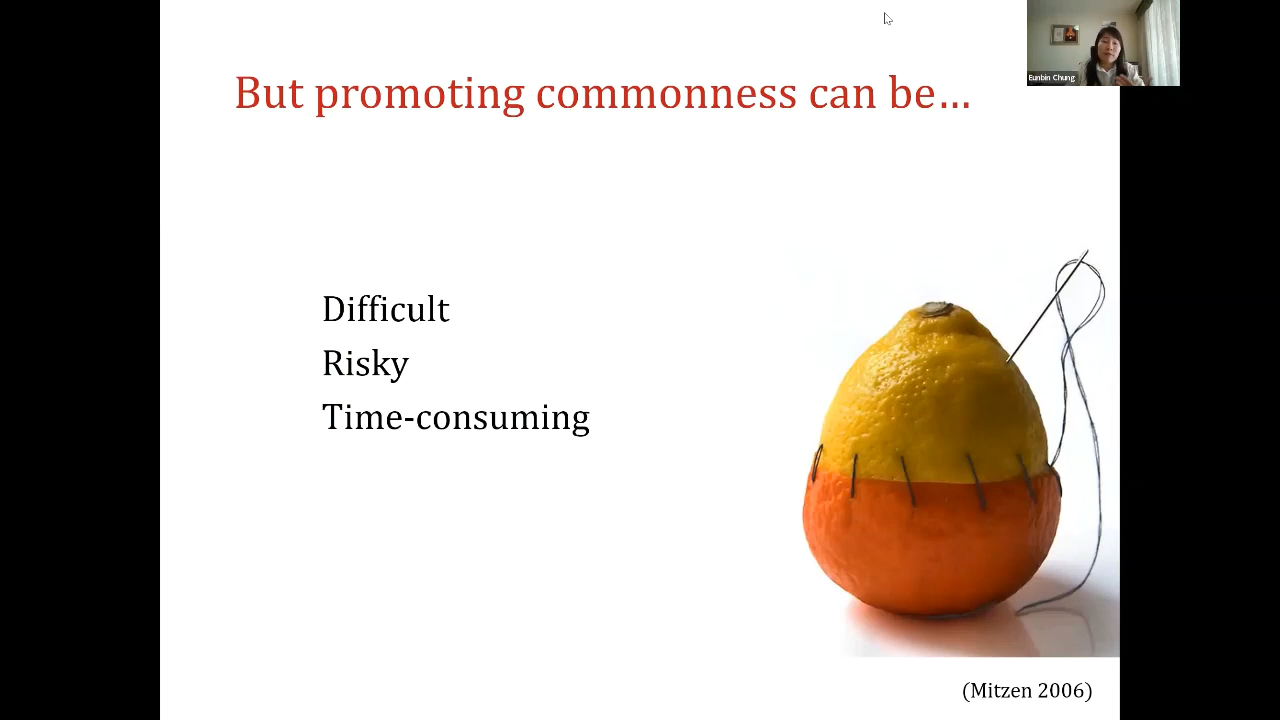 Eunbin Chung
But promoting commonness can be...
Difficult
Risky
Time-consuming
(Mitzen 2006)